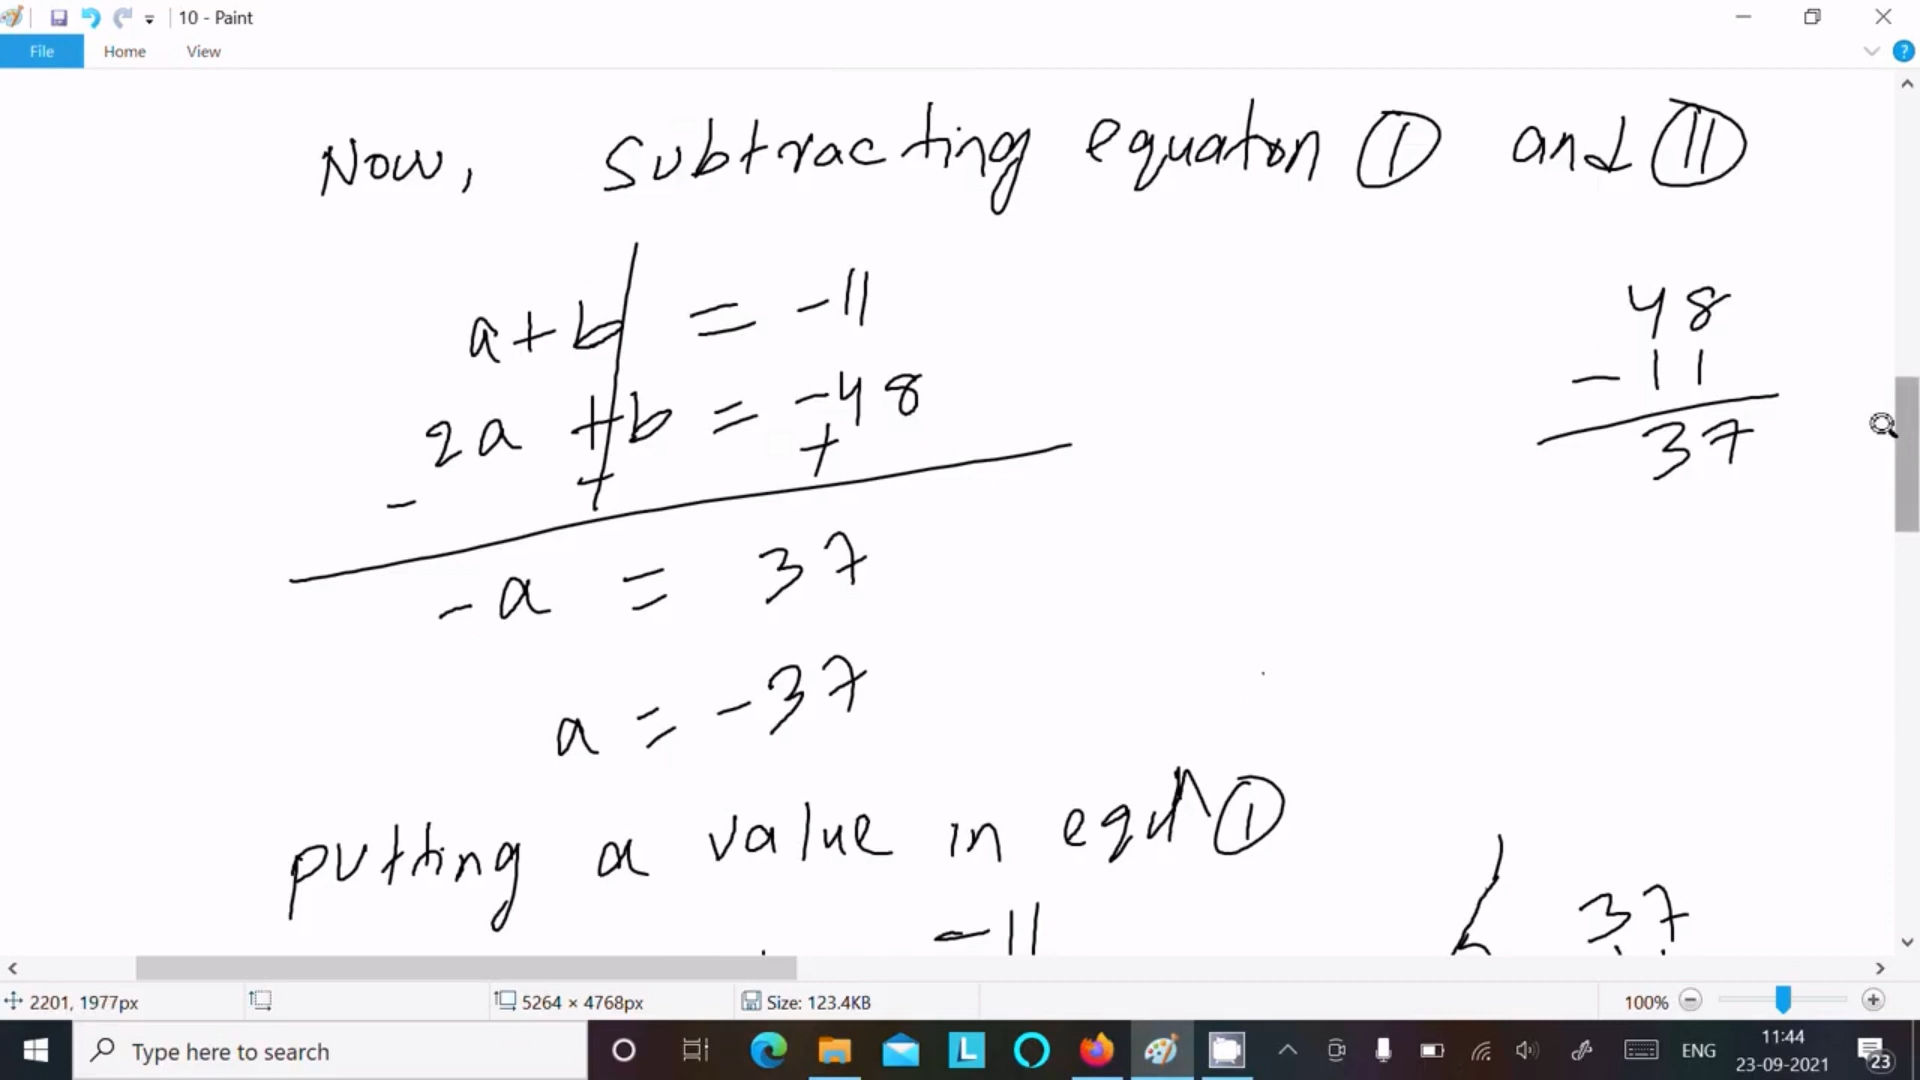 10 - Paint
File Home View
Now, Subtracting equaton I and II
a+b = -11
2a +b = -48
- + +
-a = 37
a = -37
48
-11
37
putting a value in equn 1
-11
37
2201, 1977px 5264 × 4768px Size: 123.4KB 100%
Type here to search
ENG
11:44
23-09-2021
23